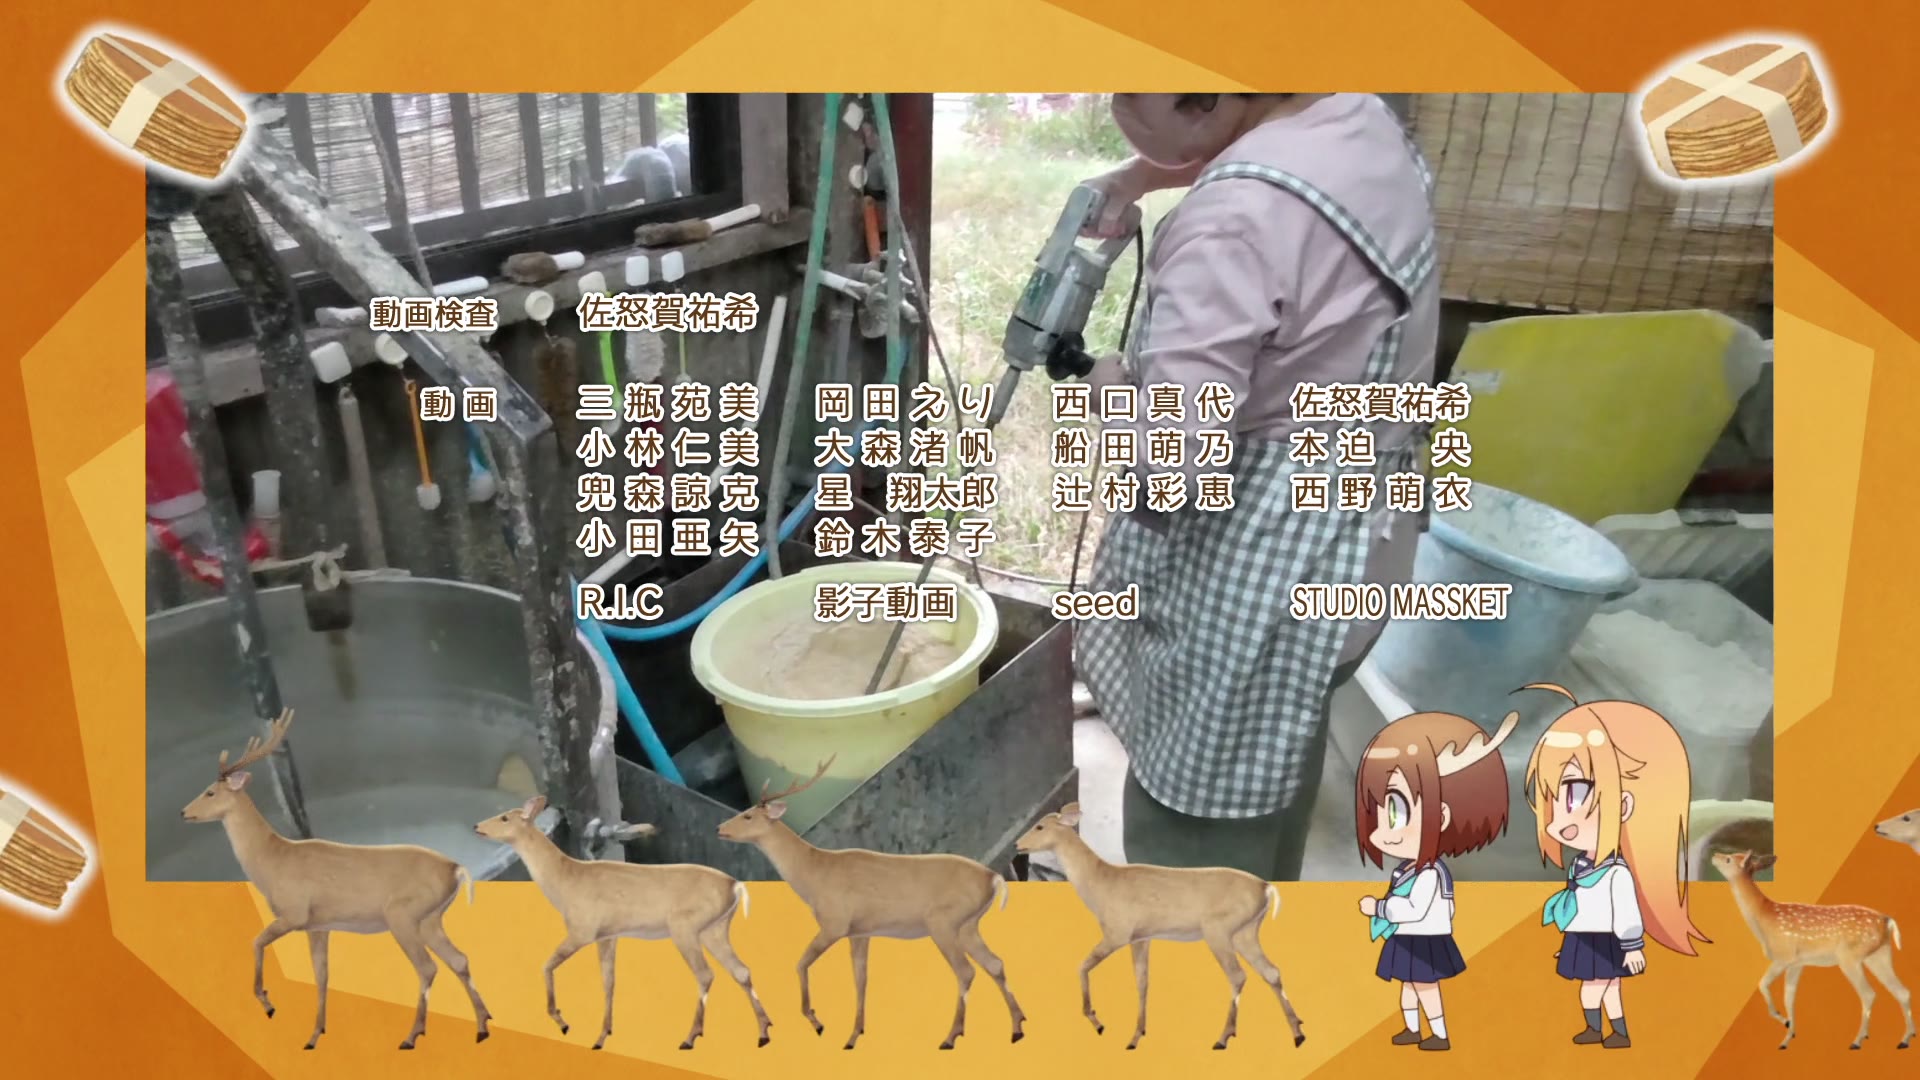 動画検査 佐怒賀祐希
動画 三瓶苑美 岡田えり 西口真代 佐怒賀祐希
小林仁美 大森渚帆 船田萌乃 本迫 央
兜森諒克 星 翔太郎 辻村彩恵 西野萌衣
小田亜矢 鈴木泰子
R.I.C 影子動画 seed STUDIO MASSKET